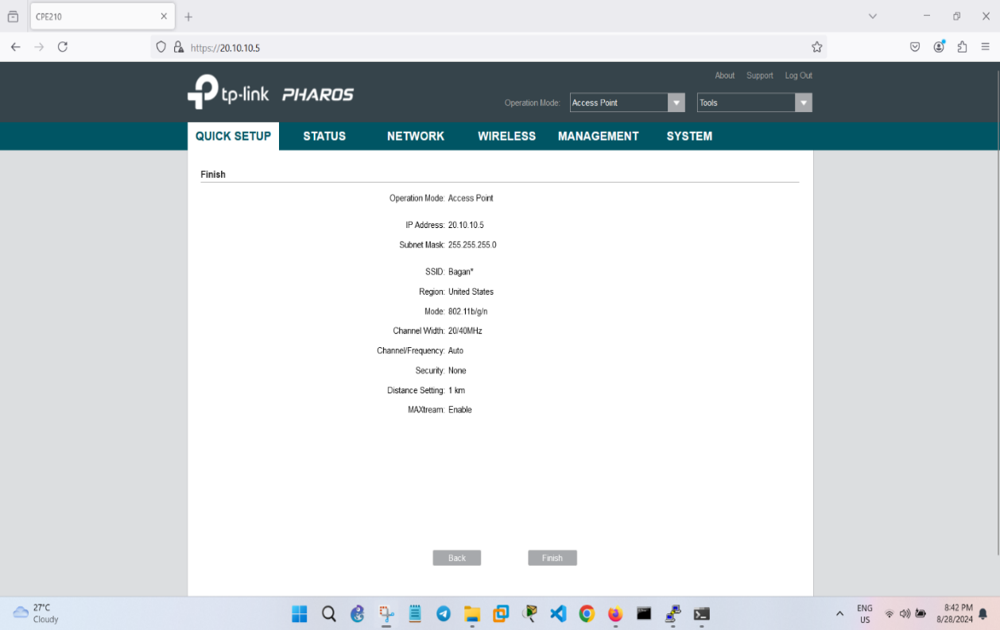 CPE210
https://20.10.10.5
tp-link PHAROS
About Support Log Out
Operation Mode: Access Point Tools
QUICK SETUP STATUS NETWORK WIRELESS MANAGEMENT SYSTEM
Finish
Operation Mode: Access Point
IP Address: 20.10.10.5
Subnet Mask: 255.255.255.0
SSID: Bagan*
Region: United States
Mode: 802.11b/g/n
Channel Width: 20/40MHz
Channel/Frequency: Auto
Security: None
Distance Setting: 1 km
MAXtream: Enable
Back Finish
27°C
Cloudy
ENG
US
8:42 PM
8/28/2024